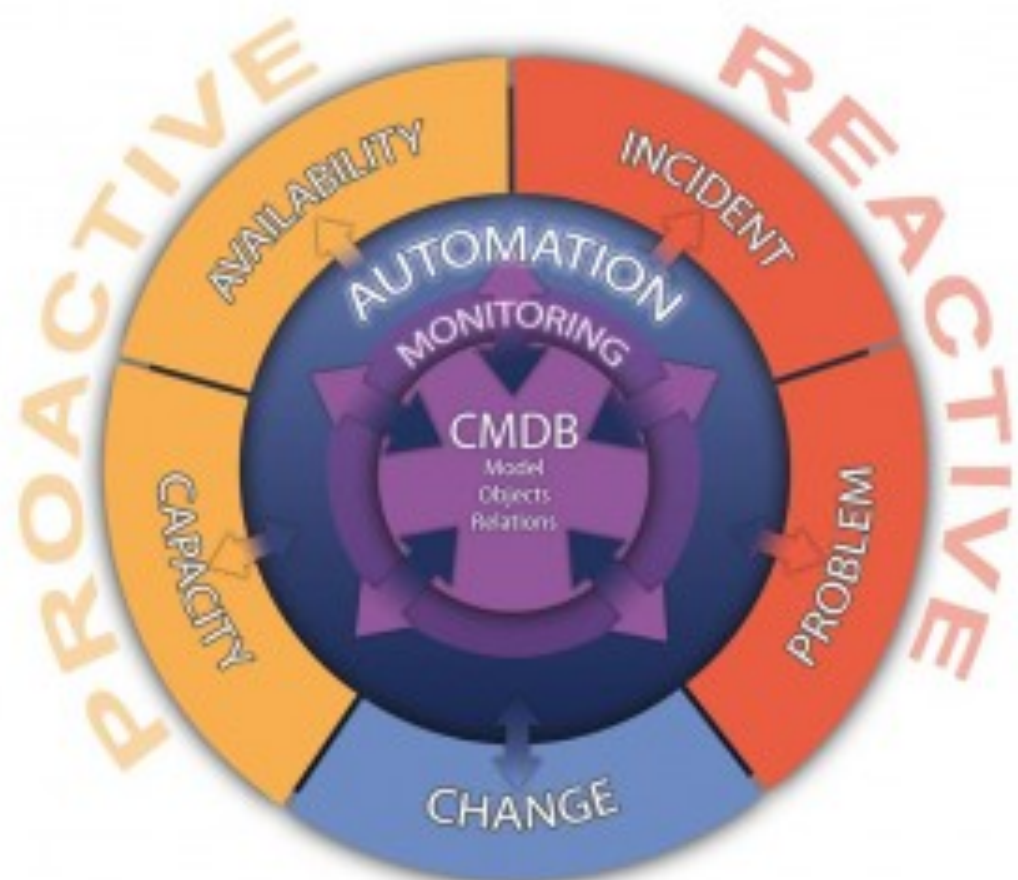 PROACTIVE
REACTIVE
AVAILABILITY
INCIDENT
AUTOMATION
MONITORING
CMDB
Model
Objects
Relations
CAPACITY
PROBLEM
CHANGE